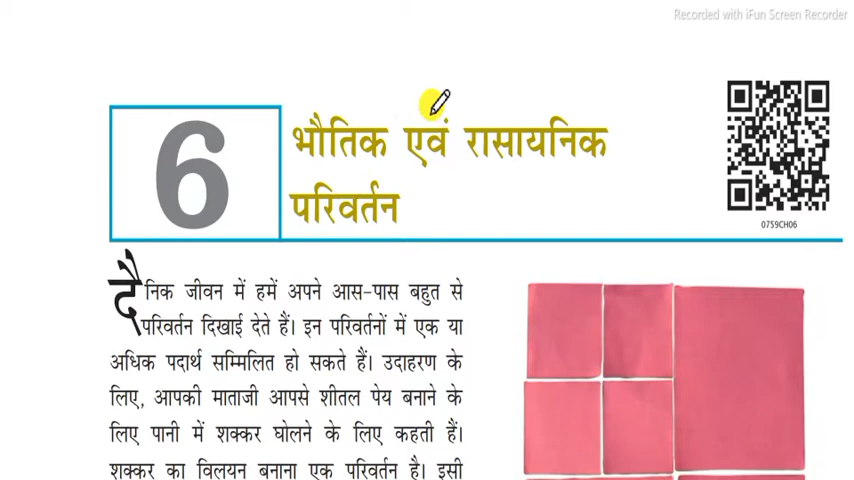 Recorded with iFun Screen Recorder
6
भौतिक एवं रासायनिक
परिवर्तन
0759CH06
दैनिक जीवन में हमें अपने आस-पास बहुत से
परिवर्तन दिखाई देते हैं। इन परिवर्तनों में एक या
अधिक पदार्थ सम्मिलित हो सकते हैं। उदाहरण के
लिए, आपकी माताजी आपसे शीतल पेय बनाने के
लिए पानी में शक्कर घोलने के लिए कहती हैं।
शक्कर का विलयन बनाना एक परिवर्तन है। इसी